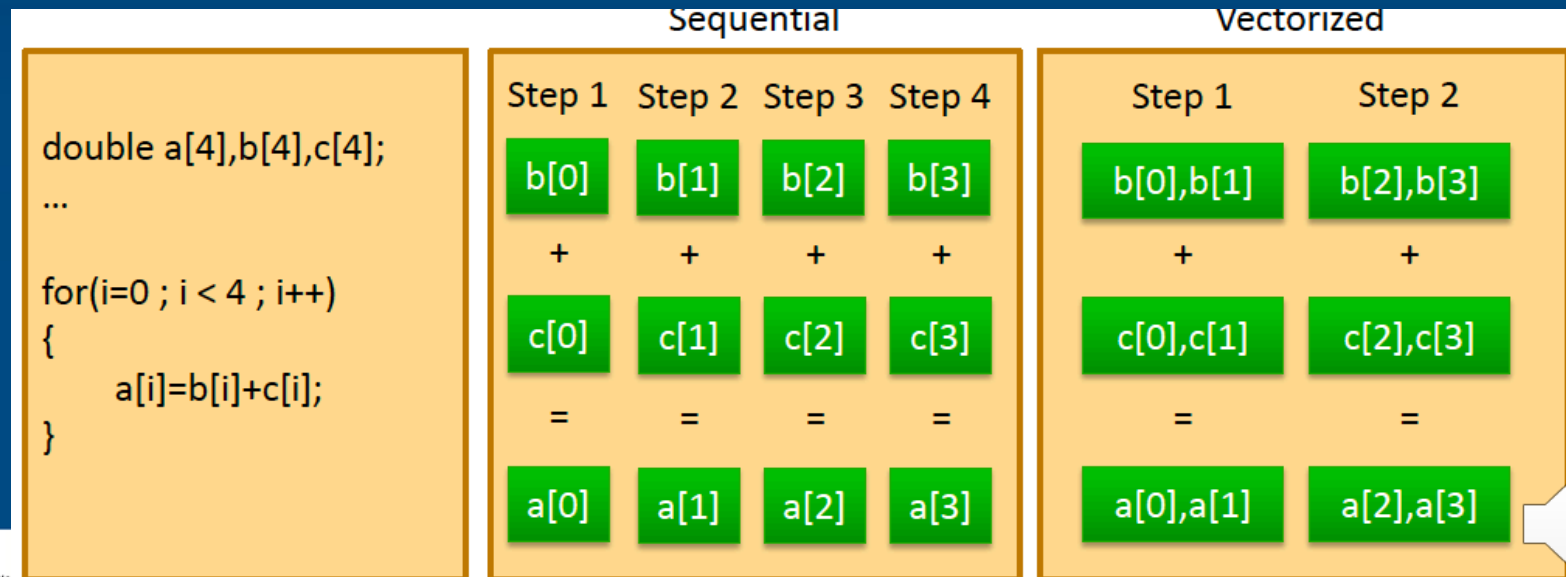 Sequential
Vectorized
double a[4],b[4],c[4];
...
for(i=0 ; i < 4 ; i++)
{
a[i]=b[i]+c[i];
}
Step 1 Step 2 Step 3 Step 4
b[0] b[1] b[2] b[3]
+ + + +
c[0] c[1] c[2] c[3]
= = = =
a[0] a[1] a[2] a[3]
Step 1 Step 2
b[0],b[1] b[2],b[3]
+ +
c[0],c[1] c[2],c[3]
= =
a[0],a[1] a[2],a[3]